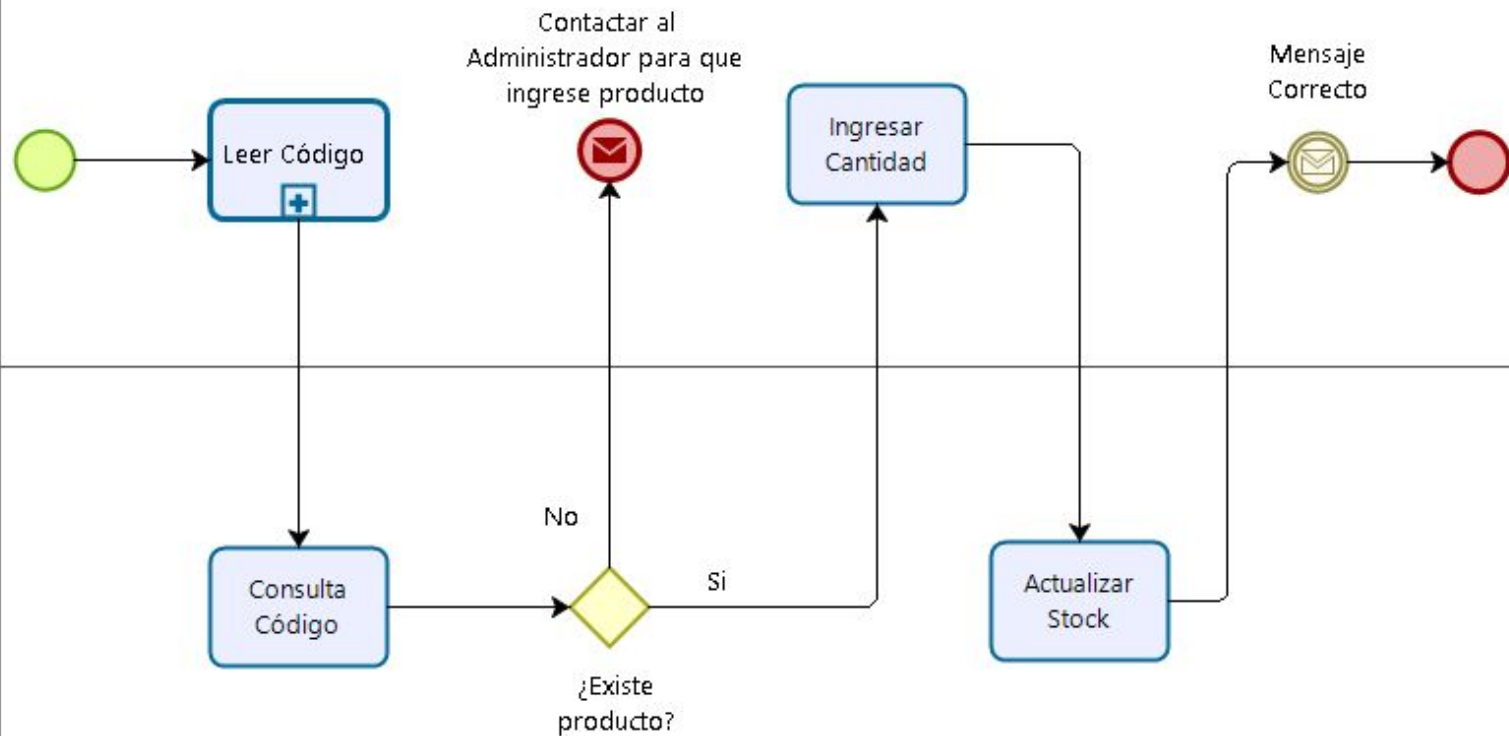 Contactar al
Administrador para que
ingrese producto
Mensaje
Correcto
Leer Código
Ingresar
Cantidad
No
Si
Consulta
Código
Actualizar
Stock
¿Existe
producto?